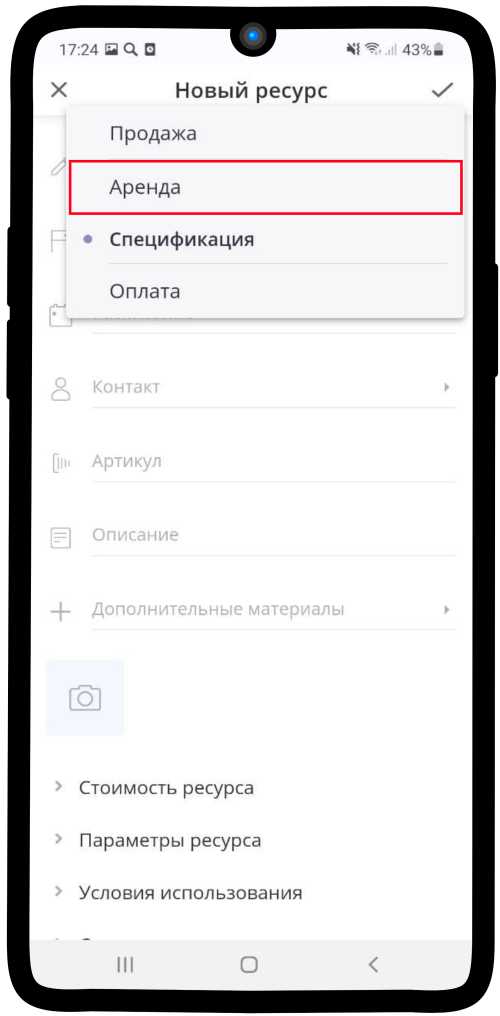 17:24 43%
Новый ресурс
Продажа
Аренда
Спецификация
Оплата
Контакт
Артикул
Описание
Дополнительные материалы
Стоимость ресурса
Параметры ресурса
Условия использования